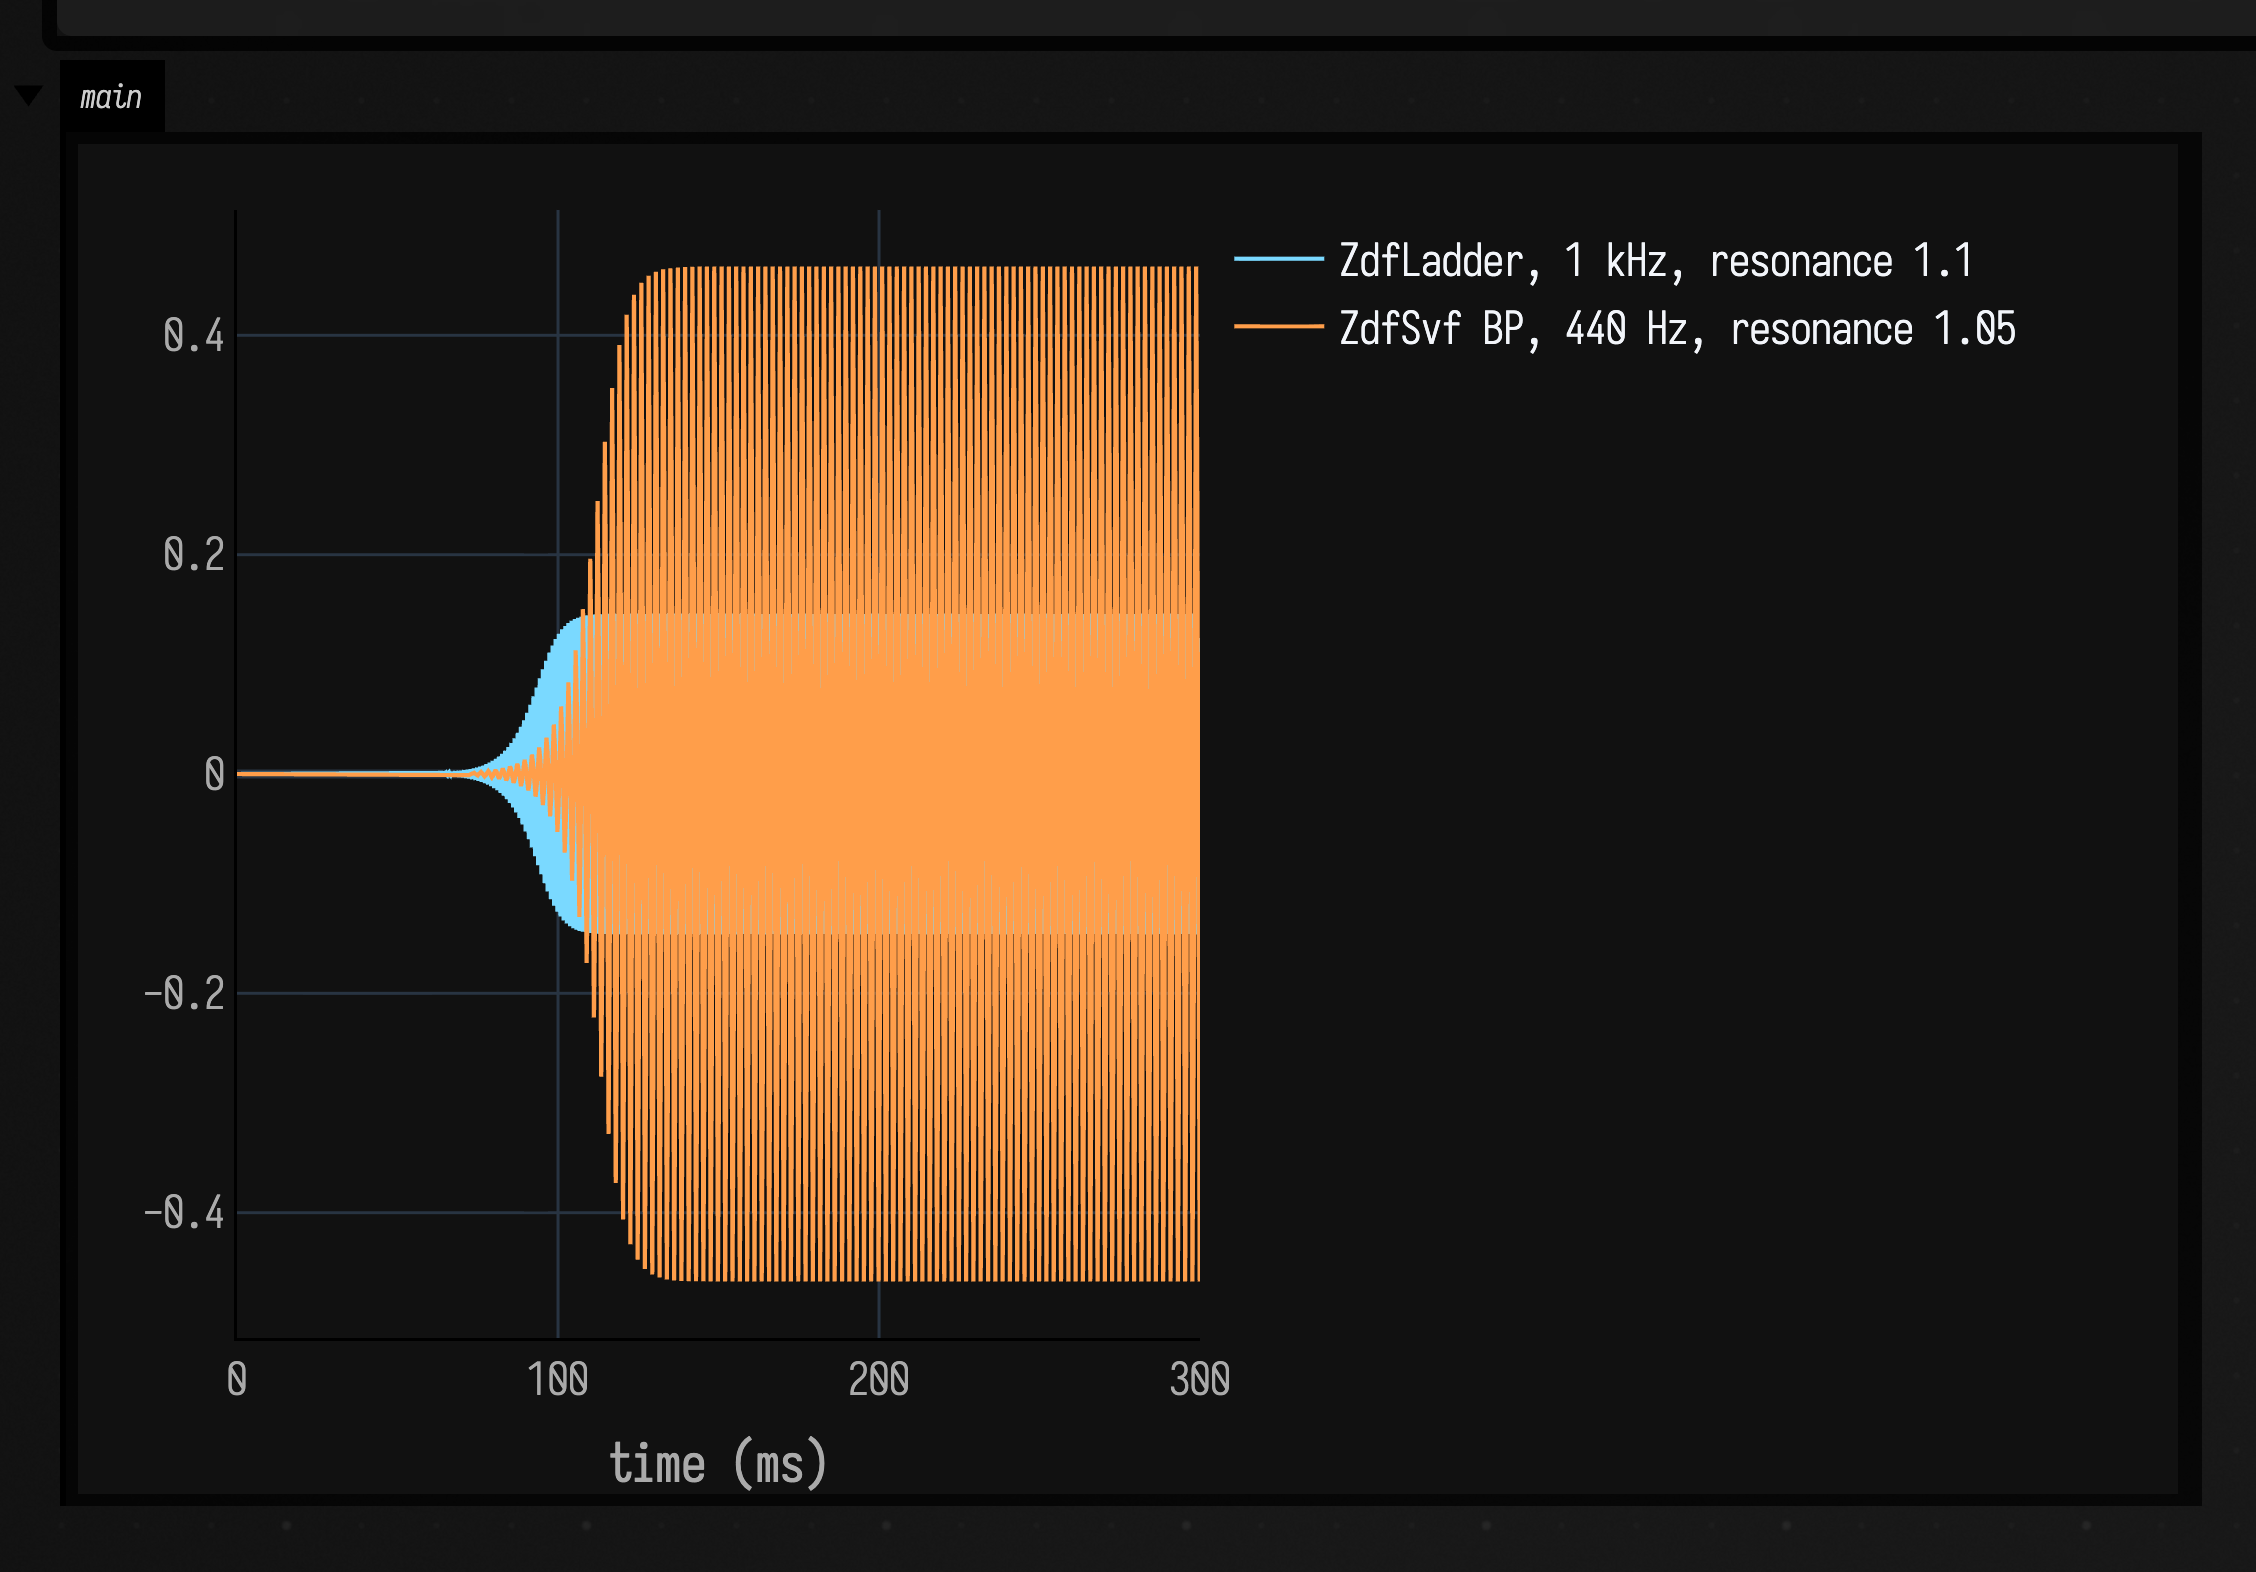 main
ZdfLadder, 1 kHz, resonance 1.1
ZdfSvf BP, 440 Hz, resonance 1.05
0.4
0.2
0
−0.2
−0.4
0 100 200 300
time (ms)